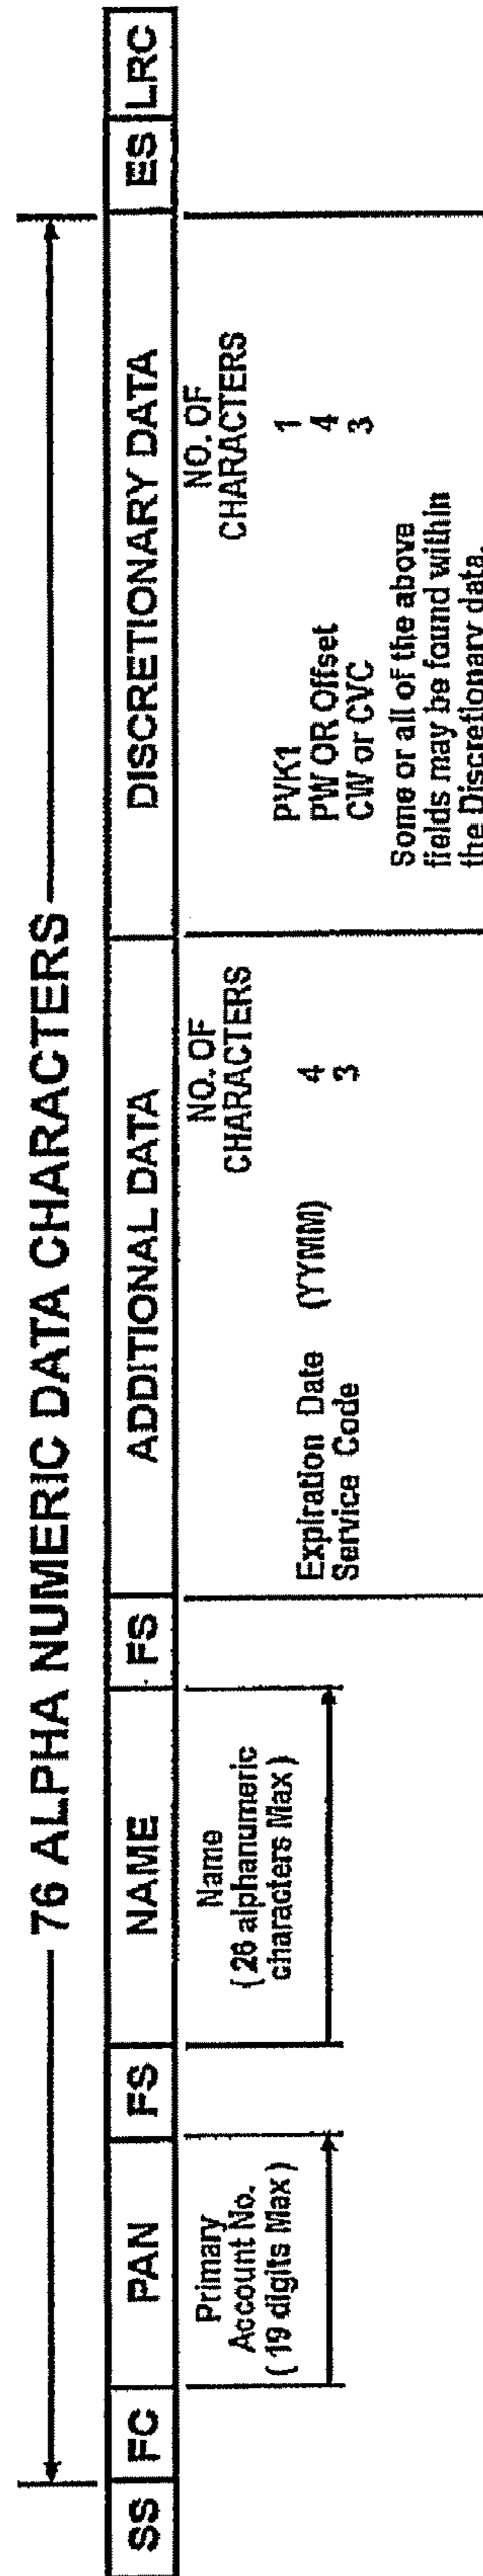 76 ALPHA NUMERIC DATA CHARACTERS
SS FC PAN FS NAME FS ADDITIONAL DATA DISCRETIONARY DATA ES LRC
Primary
Account No.
( 19 digits Max )
Name
( 26 alphanumeric
characters Max )
NO. OF
CHARACTERS
Expiration Date (YYMM) 4
Service Code 3
NO. OF
CHARACTERS
PVK1 1
PW OR Offset 4
CW or CVC 3
Some or all of the above
fields may be found within
the Discretionary data.